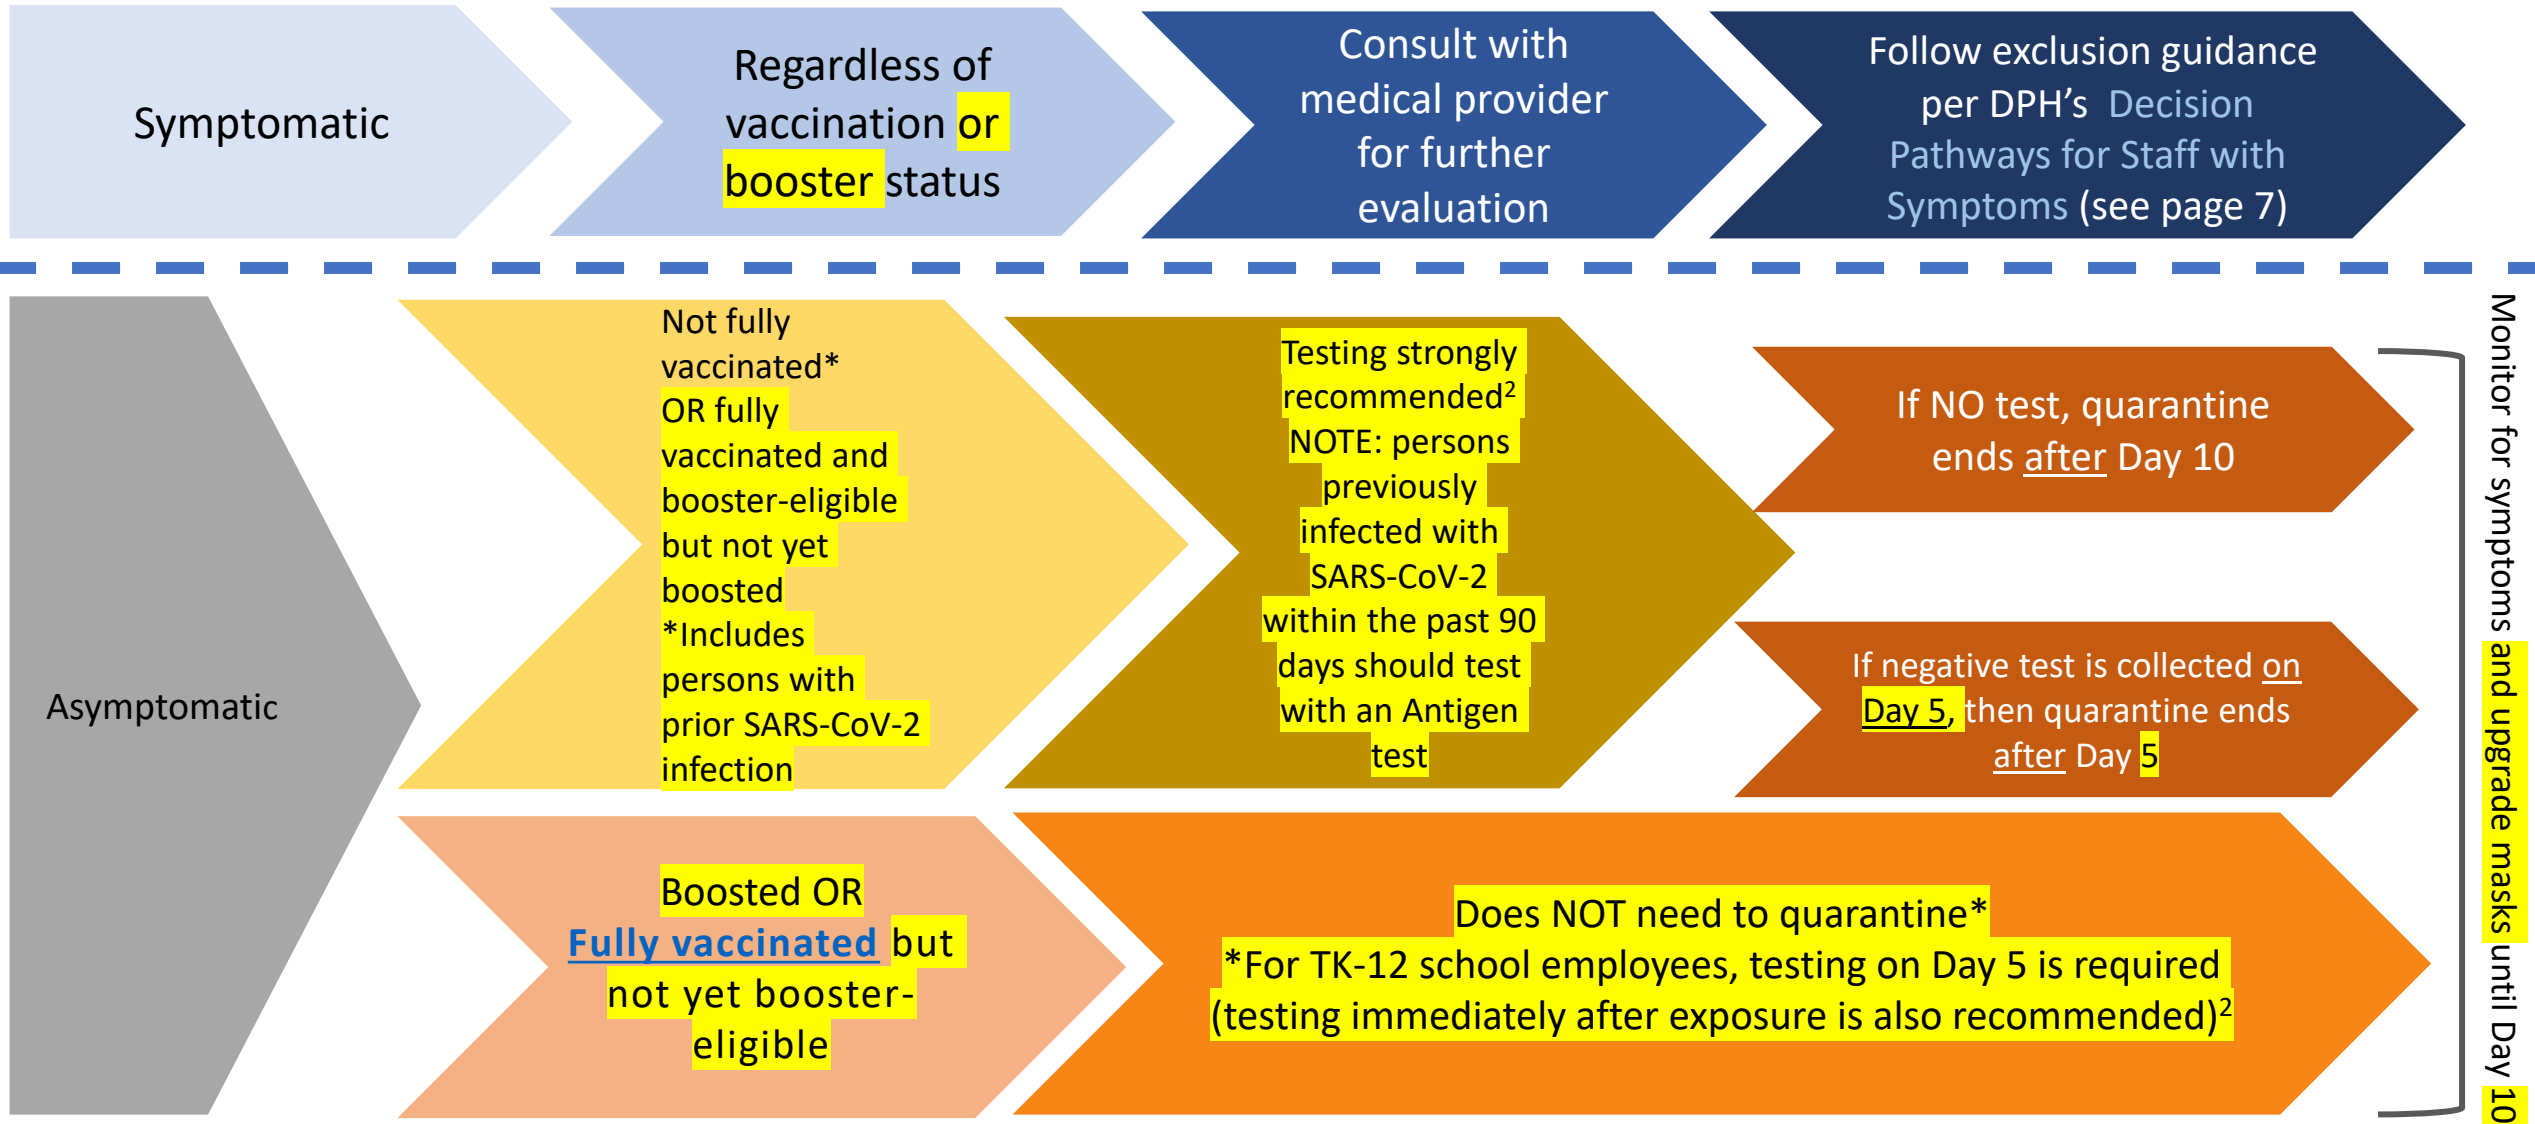 Symptomatic
Regardless of
vaccination or
booster status
Consult with
medical provider
for further
evaluation
Follow exclusion guidance
per DPH’s Decision
Pathways for Staff with
Symptoms (see page 7)
Asymptomatic
Not fully
vaccinated*
OR fully
vaccinated and
booster-eligible
but not yet
boosted
*Includes
persons with
prior SARS-CoV-2
infection
Testing strongly
recommended²
NOTE: persons
previously
infected with
SARS-CoV-2
within the past 90
days should test
with an Antigen
test
If NO test, quarantine
ends after Day 10
If negative test is collected on
Day 5, then quarantine ends
after Day 5
Boosted OR
Fully vaccinated but
not yet booster-
eligible
Does NOT need to quarantine*
*For TK-12 school employees, testing on Day 5 is required
(testing immediately after exposure is also recommended)²
Monitor for symptoms and upgrade masks until Day 10